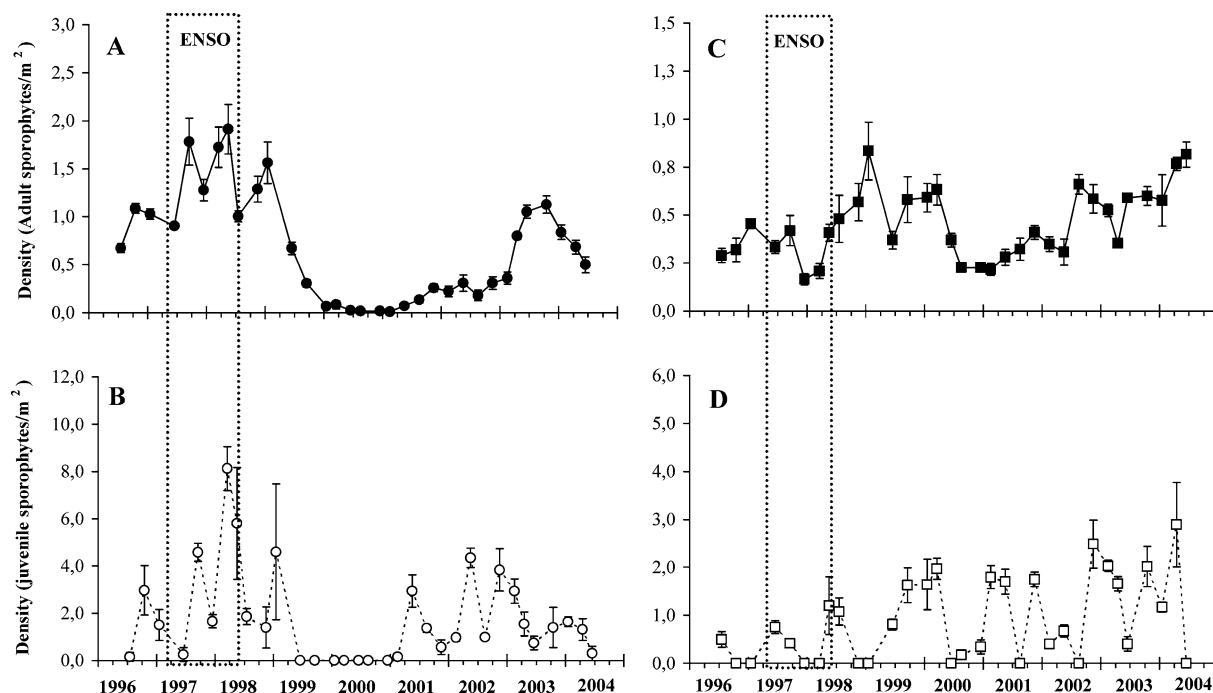 A
ENSO
Density (Adult sporophytes/m²)
3,0
2,5
2,0
1,5
1,0
0,5
0,0
C
ENSO
1,5
1,3
1,0
0,8
0,5
0,3
0,0
B
Density (juvenile sporophytes/m²)
12,0
10,0
8,0
6,0
4,0
2,0
0,0
1996 1997 1998 1999 2000 2001 2002 2003 2004
D
6,0
5,0
4,0
3,0
2,0
1,0
0,0
1996 1997 1998 1999 2000 2001 2002 2003 2004